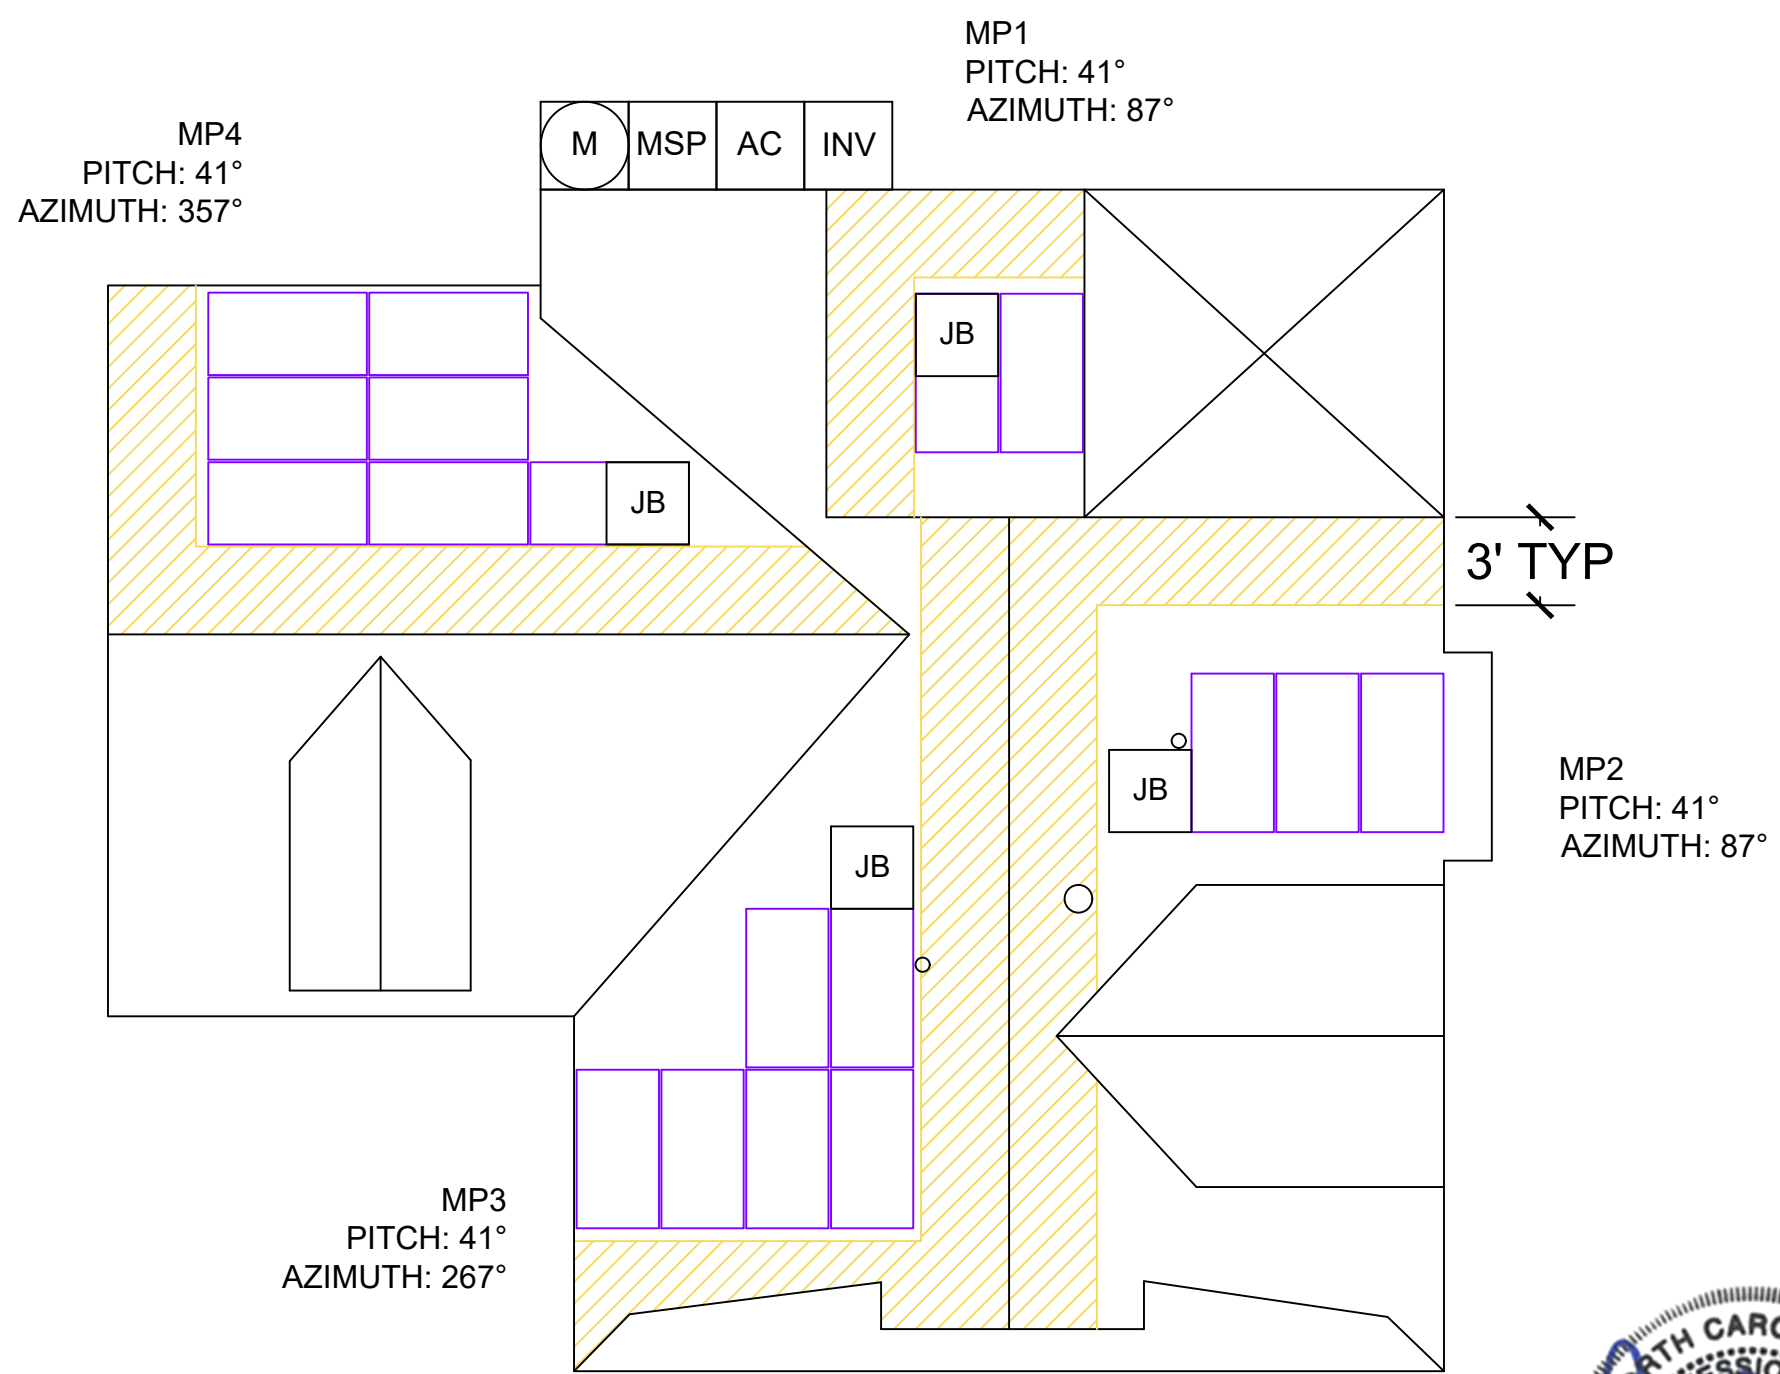 MP1
PITCH: 41°
AZIMUTH: 87°
MP4
PITCH: 41°
AZIMUTH: 357°
M
MSP
AC
INV
JB
JB
3' TYP
JB
MP2
PITCH: 41°
AZIMUTH: 87°
JB
MP3
PITCH: 41°
AZIMUTH: 267°